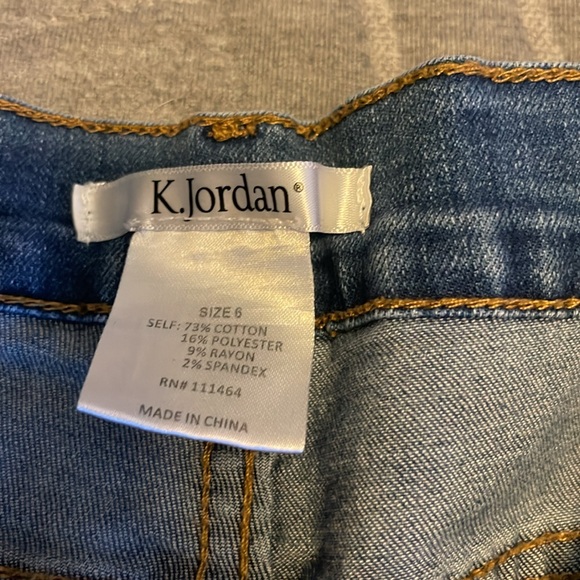 K.Jordan®
SIZE 6
SELF: 73% COTTON
16% POLYESTER
9% RAYON
2% SPANDEX
RN# 111464
MADE IN CHINA